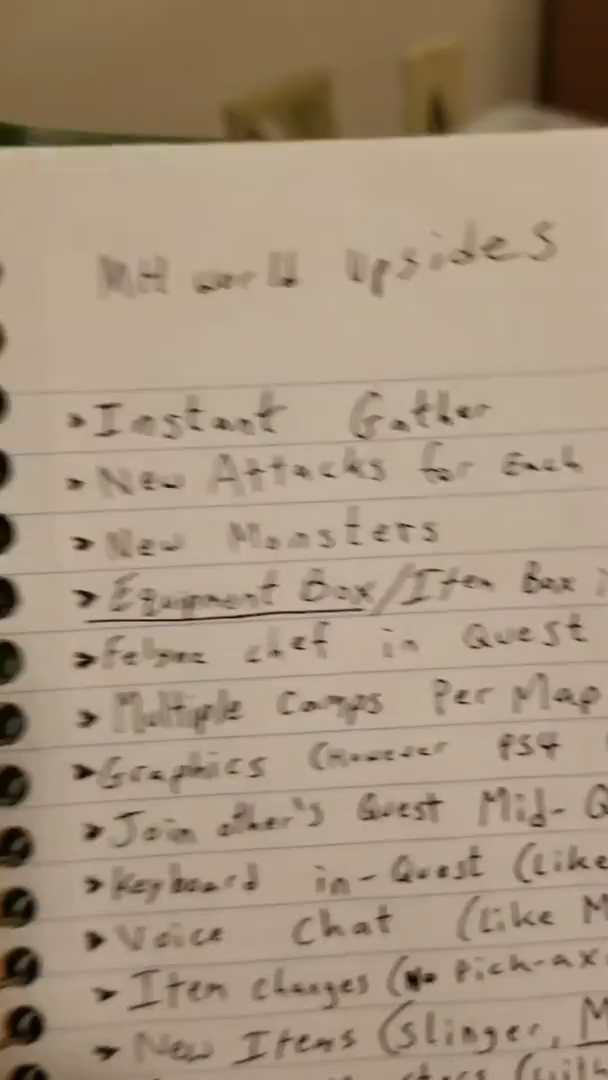 MH world Upsides
➤ Instant Gather
➤ New Attacks for Each
➤ New Monsters
➤ Equipment Box/Item Box
➤ Felyne chef in Quest
➤ Multiple Camps Per Map
➤ Graphics (However PS4
➤ Join other's Quest Mid-Q
➤ Keyboard in-Quest (Like
➤ Voice Chat (Like M
➤ Item changes (No Pick-ax
➤ New Items (Slinger, M